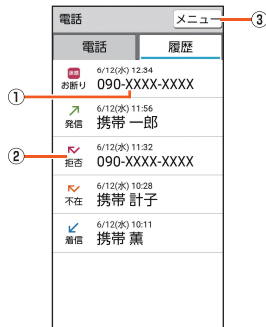 電話 メニュー ③
電話 履歴
迷惑 6/12(水) 12:34
お断り 090-XXXX-XXXX
①
6/12(水) 11:56
発信 携帯 一郎
② 6/12(水) 11:32
拒否 090-XXXX-XXXX
6/12(水) 10:28
不在 携帯 計子
6/12(水) 10:11
着信 携帯 薫